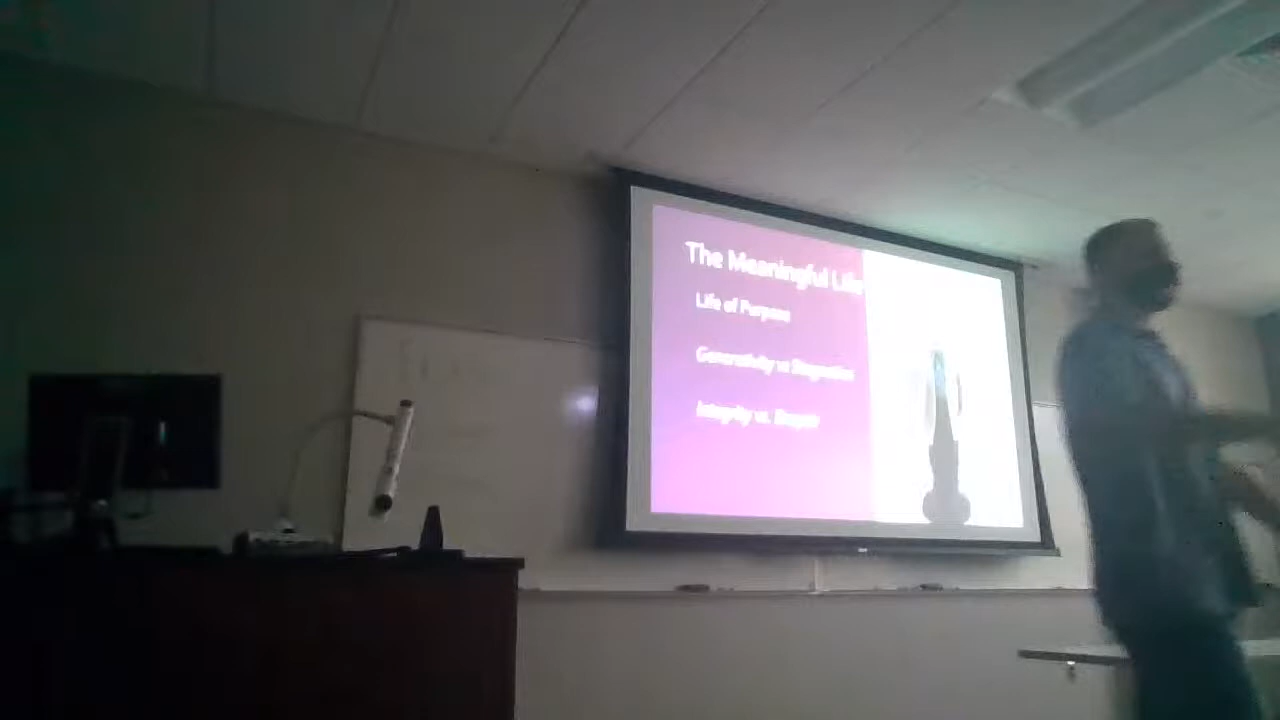 The Meaningful Life
Life of Purpose
Generativity vs Stagnation
Integrity vs. Despair